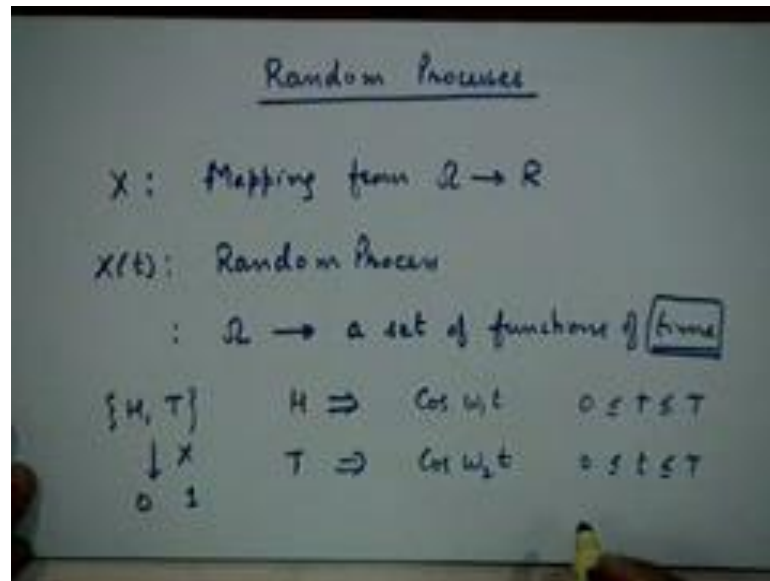 Random Processes
X : Mapping from Ω → R
X(t) : Random Process
: Ω → a set of functions of time
{H, T} H ⇒ Cos ω₁t 0 ≤ T ≤ T
↓ X T ⇒ Cos ω₂t 0 ≤ t ≤ T
0 1